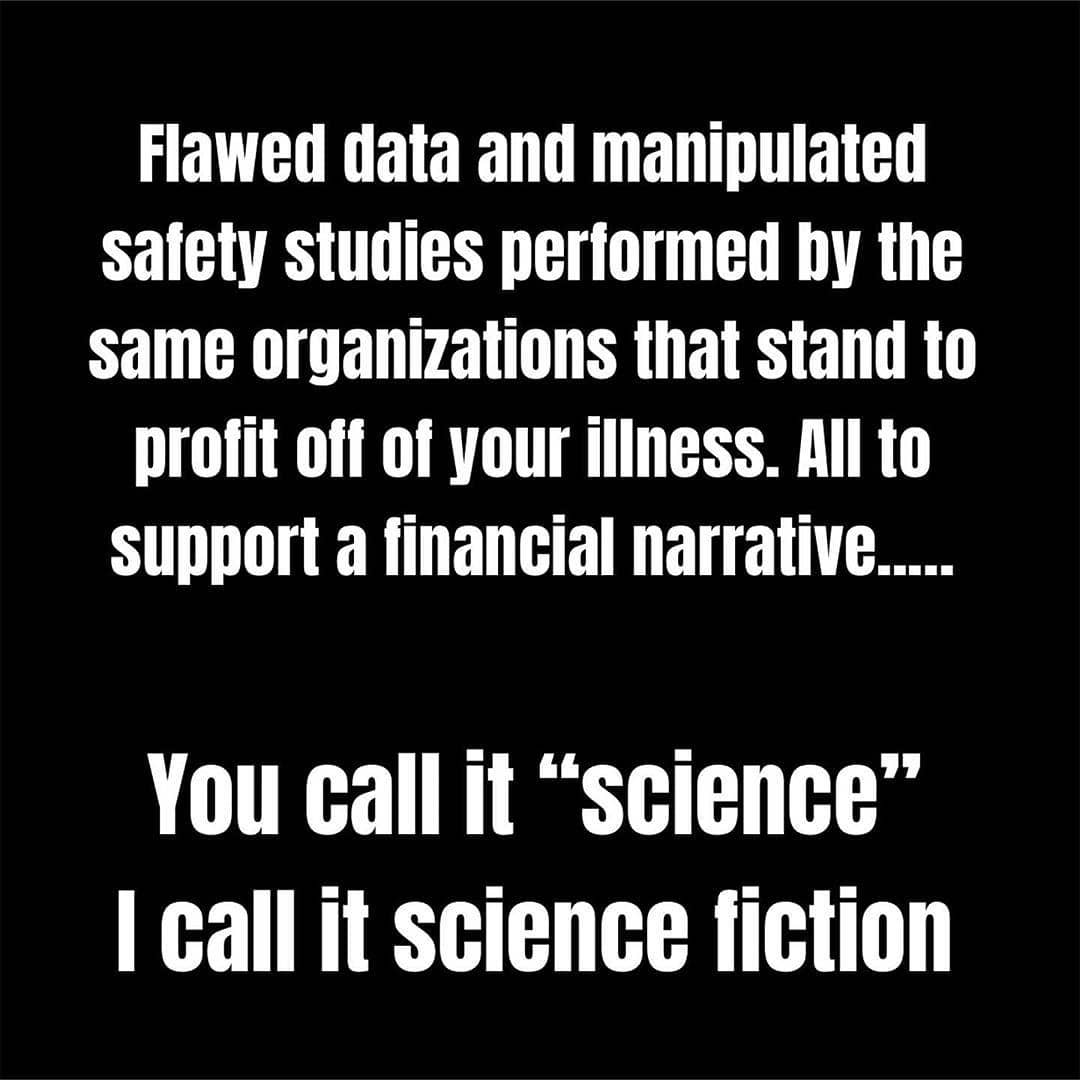 Flawed data and manipulated
safety studies performed by the
same organizations that stand to
profit off of your illness. All to
support a financial narrative.....
You call it “science”
I call it science fiction